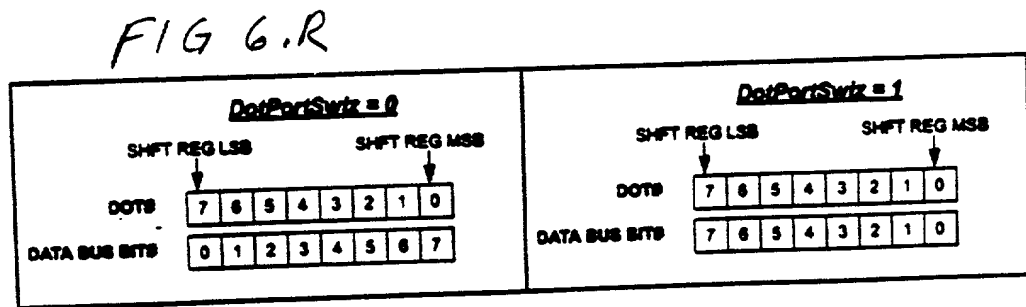 FIG 6.R
DotPortSwiz = 0
SHFT REG LSB SHFT REG MSB
DOTS 7 6 5 4 3 2 1 0
DATA BUS BITS 0 1 2 3 4 5 6 7
DotPortSwiz = 1
SHFT REG LSB SHFT REG MSB
DOTS 7 6 5 4 3 2 1 0
DATA BUS BITS 7 6 5 4 3 2 1 0